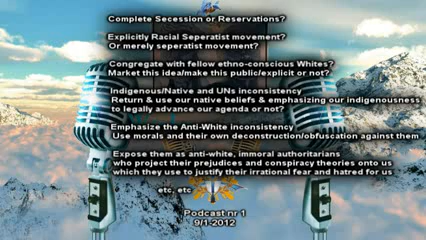 Complete Secession or Reservations?
Explicitly Racial Seperatist movement?
Or merely seperatist movement?
Congregate with fellow ethno-conscious Whites?
Market this idea/make this public/explicit or not?
Indigenous/Native and UNs inconsistency
Return & use our native beliefs & emphasizing our indigenousness
to legally advance our agenda or not?
Emphasize the Anti-White inconsistency
Use morals and their own deconstruction/obfuscation against them
Expose them as anti-white, immoral authoritarians
who project their prejudices and conspiracy theories onto us
which they use to justify their irrational fear and hatred for us
etc, etc
Podcast nr 1
9/1-2012